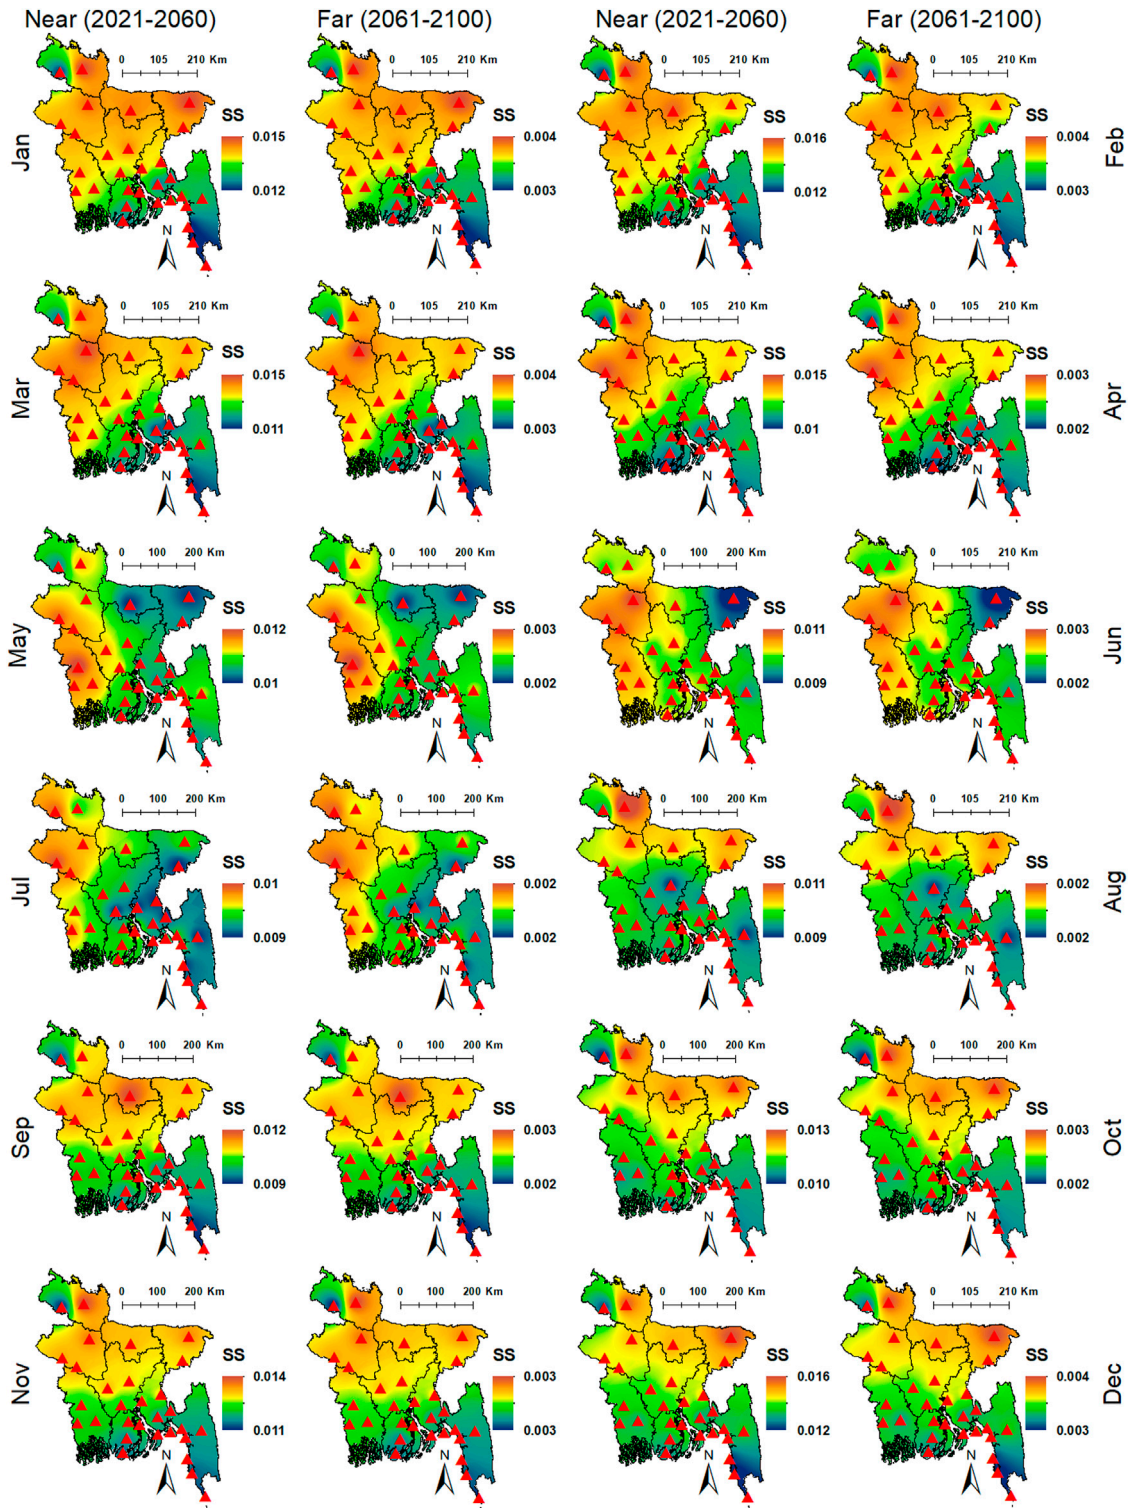 Near (2021-2060) Far (2061-2100) Near (2021-2060) Far (2061-2100)
Jan
0 105 210 Km
SS
0.015
0.012
N
0 105 210 Km
SS
0.004
0.003
N
0 105 210 Km
SS
0.016
0.012
N
0 105 210 Km
SS
0.004
0.003
N
Feb
Mar
0 105 210 Km
SS
0.015
0.011
N
0 105 210 Km
SS
0.004
0.003
N
0 105 210 Km
SS
0.015
0.01
N
0 105 210 Km
SS
0.003
0.002
N
Apr
May
0 100 200 Km
SS
0.012
0.01
N
0 100 200 Km
SS
0.003
0.002
N
0 100 200 Km
SS
0.011
0.009
N
0 105 210 Km
SS
0.003
0.002
N
Jun
Jul
0 100 200 Km
SS
0.01
0.009
N
0 100 200 Km
SS
0.002
0.002
N
0 100 200 Km
SS
0.011
0.009
N
0 105 210 Km
SS
0.002
0.002
N
Aug
Sep
0 100 200 Km
SS
0.012
0.009
N
0 100 200 Km
SS
0.003
0.002
N
0 100 200 Km
SS
0.013
0.010
N
0 105 210 Km
SS
0.003
0.002
N
Oct
Nov
0 100 200 Km
SS
0.014
0.011
N
0 100 200 Km
SS
0.003
0.003
N
0 100 200 Km
SS
0.016
0.012
N
0 105 210 Km
SS
0.004
0.003
N
Dec